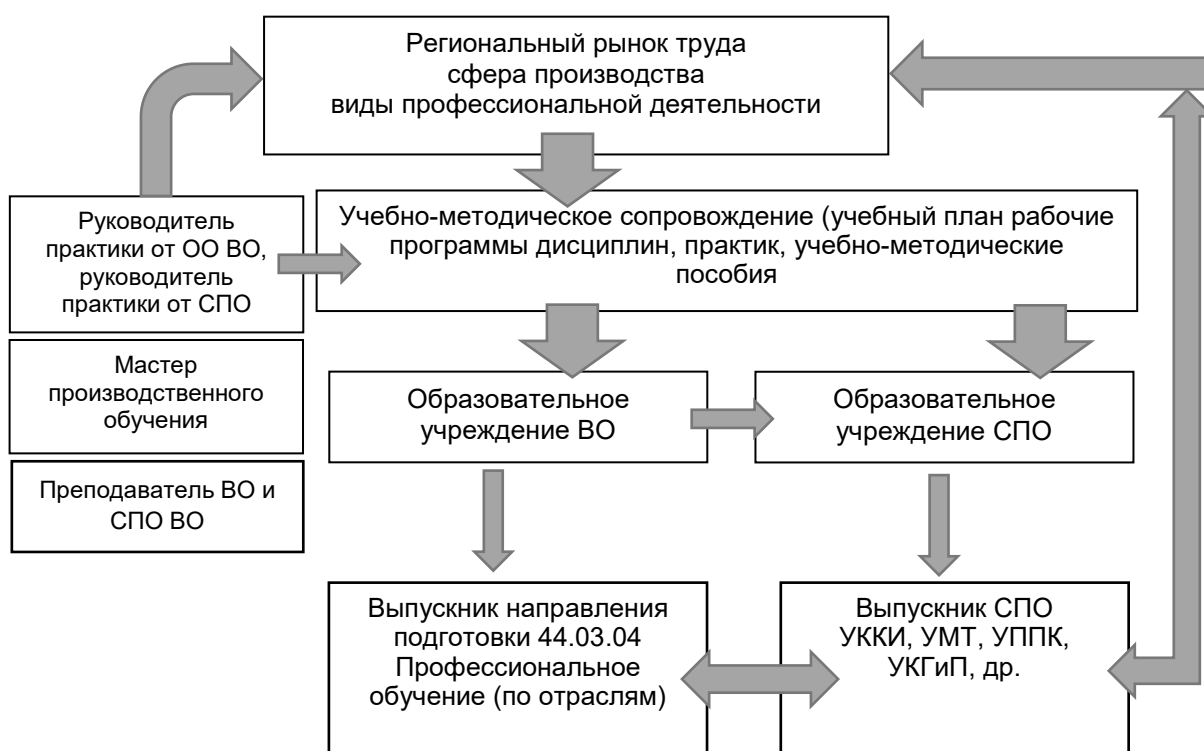 Региональный рынок труда
сфера производства
виды профессиональной деятельности
Руководитель
практики от ОО ВО,
руководитель
практики от СПО
Учебно-методическое сопровождение (учебный план рабочие
программы дисциплин, практик, учебно-методические
пособия
Мастер
производственного
обучения
Преподаватель ВО и
СПО ВО
Образовательное
учреждение ВО
Образовательное
учреждение СПО
Выпускник направления
подготовки 44.03.04
Профессиональное
обучение (по отраслям)
Выпускник СПО
УККИ, УМТ, УППК,
УКГиП, др.